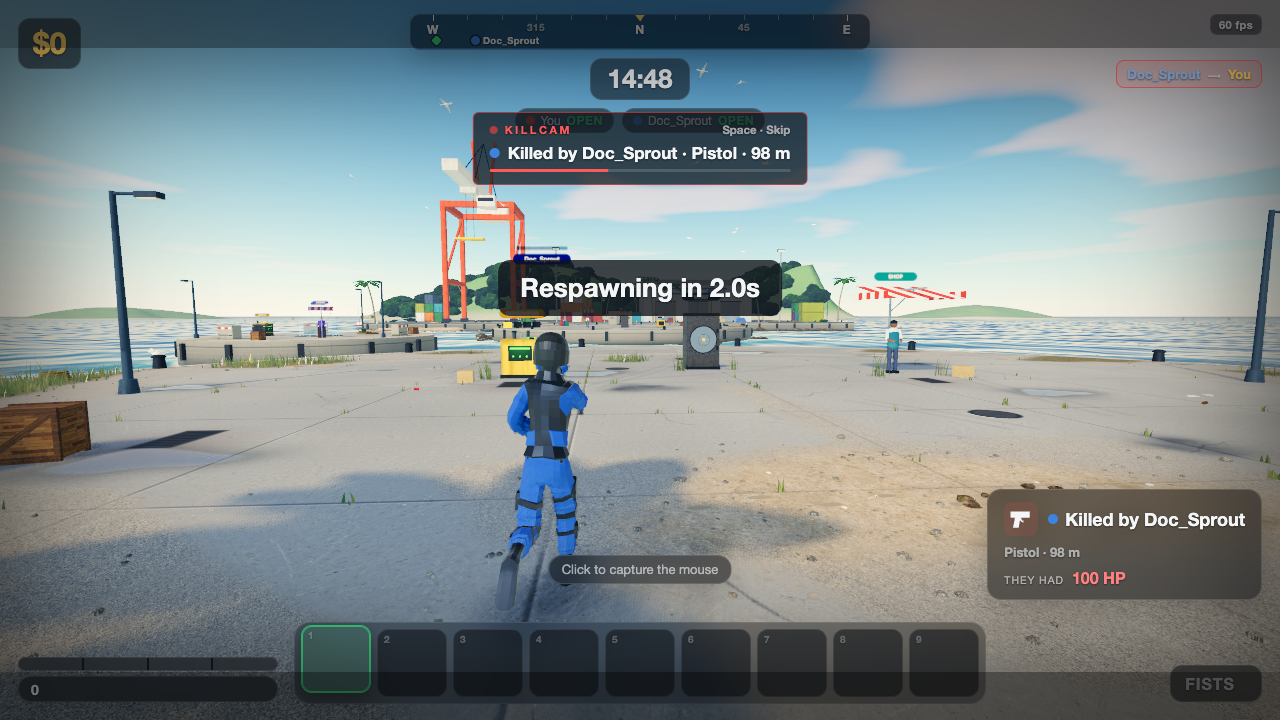 $0
W 315 N 45 E
Doc_Sprout
60 fps
14:48
Doc_Sprout → You
You OPEN Doc_Sprout OPEN
KILLCAM Space · Skip
Killed by Doc_Sprout · Pistol · 98 m
Doc_Sprout
Respawning in 2.0s
SHOP
Killed by Doc_Sprout
Pistol · 98 m
THEY HAD 100 HP
Click to capture the mouse
1 2 3 4 5 6 7 8 9
0
FISTS